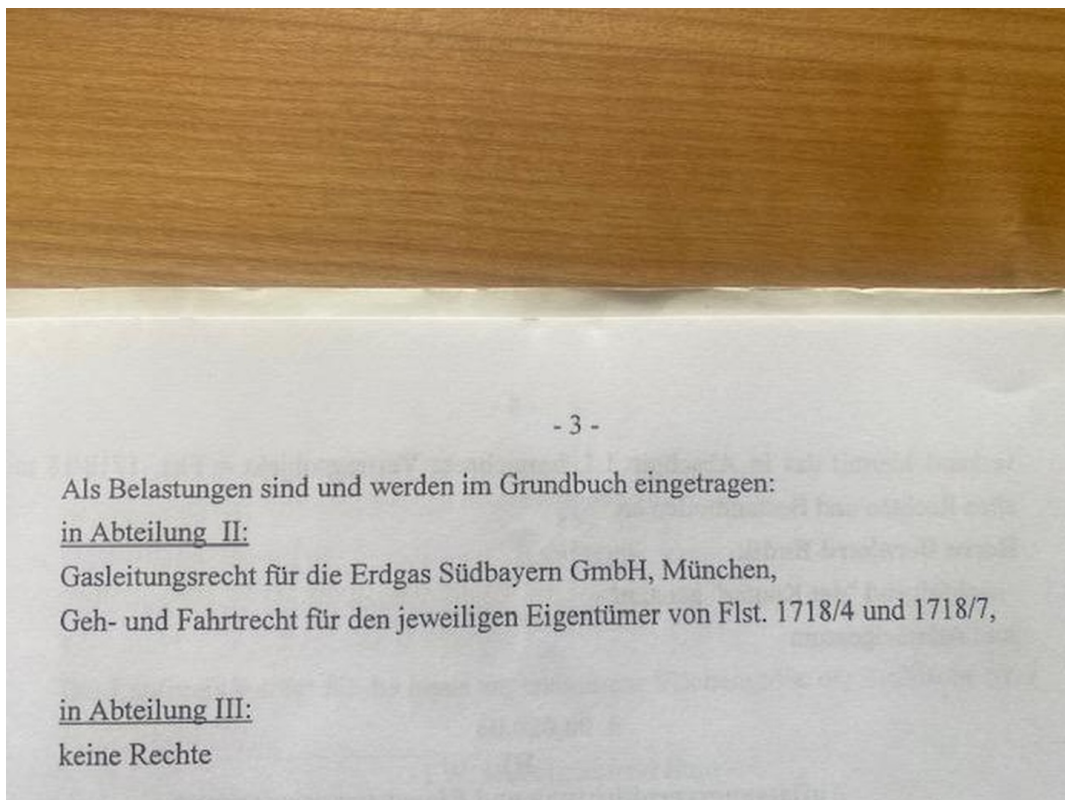 - 3 -
Als Belastungen sind und werden im Grundbuch eingetragen:
in Abteilung II:
Gasleitungsrecht für die Erdgas Südbayern GmbH, München,
Geh- und Fahrtrecht für den jeweiligen Eigentümer von Flst. 1718/4 und 1718/7,
in Abteilung III:
keine Rechte